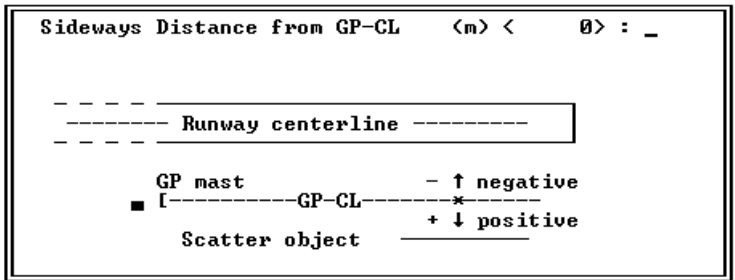 Sideways Distance from GP-CL (m) < 0> : _
Runway centerline
GP mast - ↑ negative
[----------GP-CL-------*------
+ ↓ positive
Scatter object